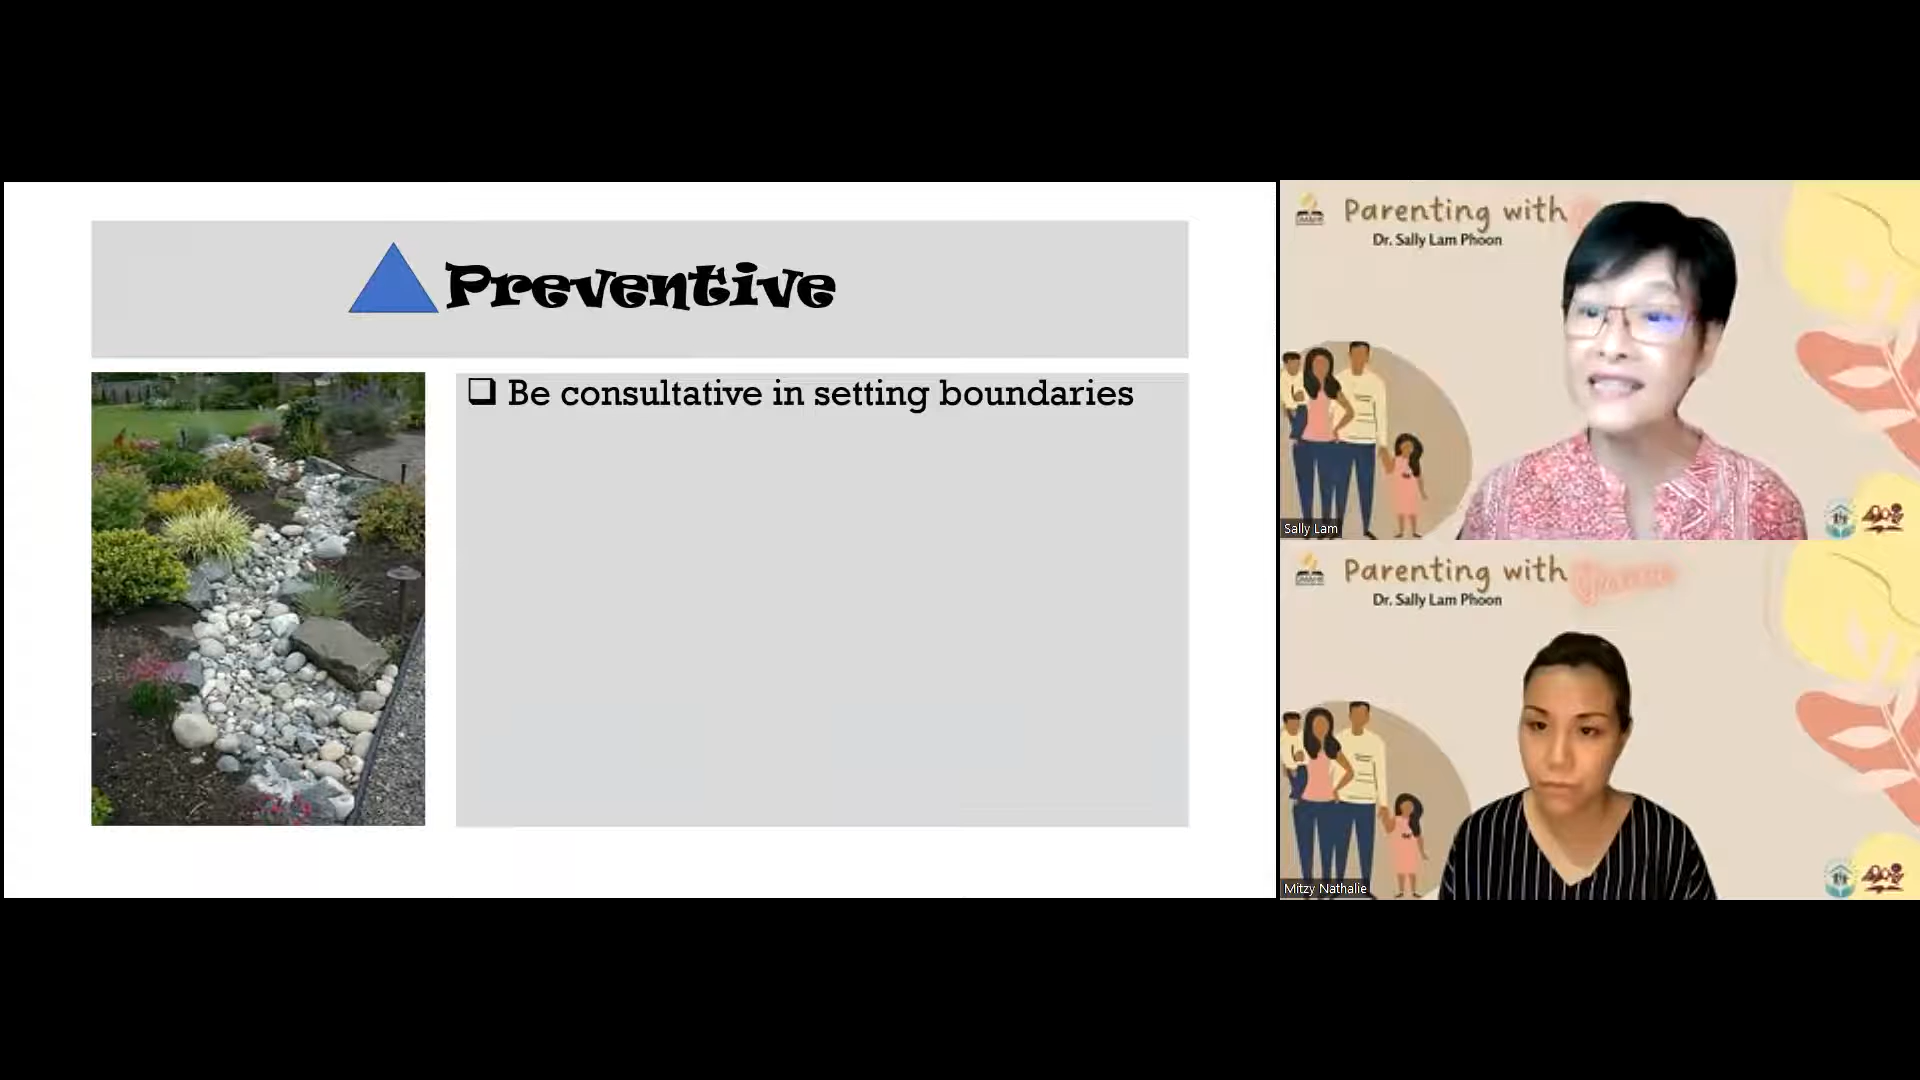 Preventive
Be consultative in setting boundaries
Parenting with
Dr. Sally Lam Phoon
Sally Lam
Parenting with
Dr. Sally Lam Phoon
Mitzy Nathalie